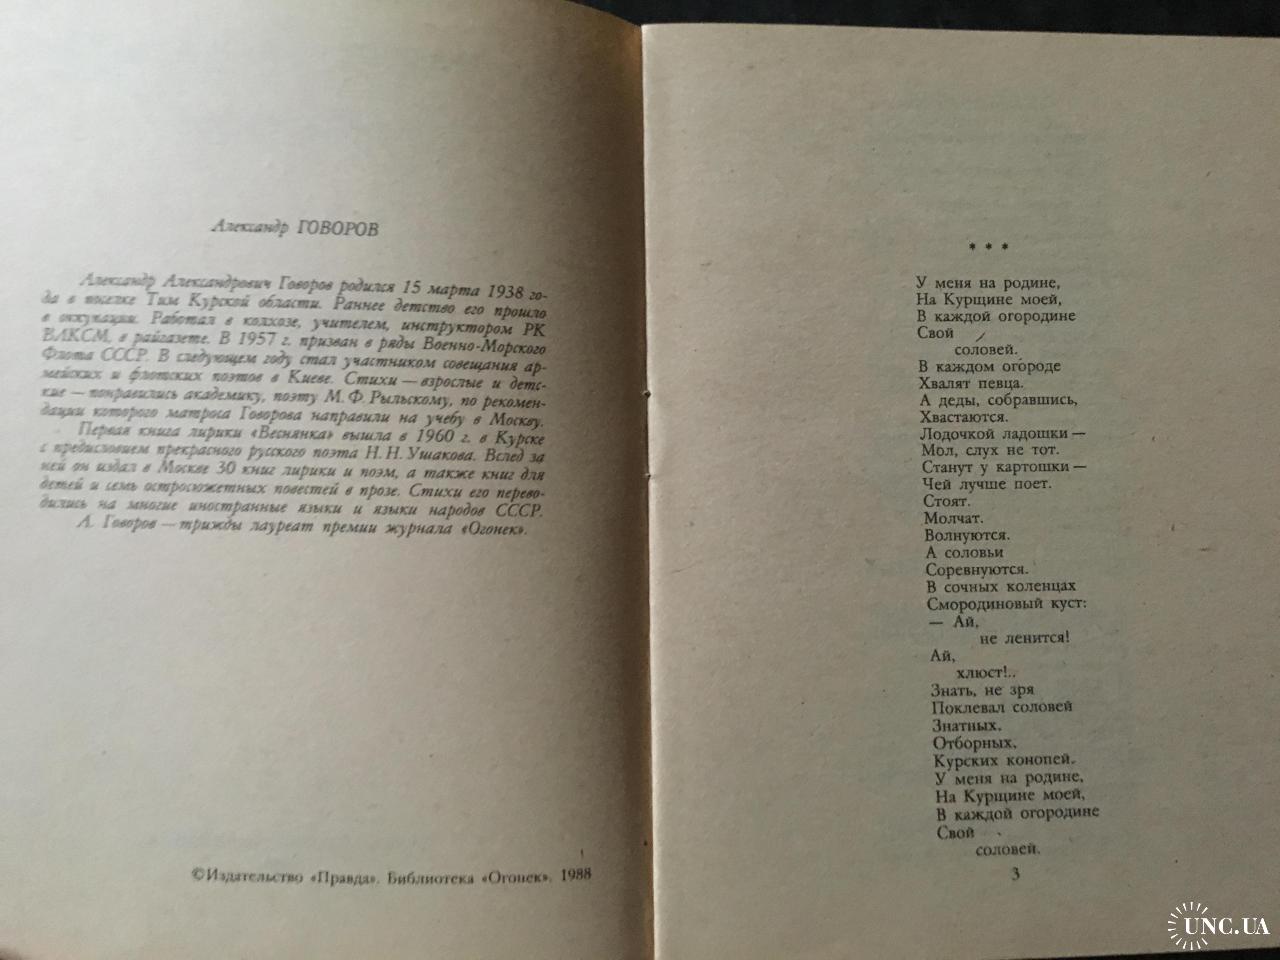 Александр ГОВОРОВ
Александр Александрович Говоров родился 15 марта 1938 го-
да в поселке Тим Курской области. Раннее детство его прошло
в оккупации. Работал в колхозе, учителем, инструктором РК
ВЛКСМ, в райгазете. В 1957 г. призван в ряды Военно-Морского
Флота СССР. В следующем году стал участником совещания ар-
мейских и флотских поэтов в Киеве. Стихи — взрослые и детс-
кие — понравились академику, поэту М. Ф. Рыльскому, по рекомен-
дации которого матроса Говорова направили на учебу в Москву.
Первая книга лирики «Веснянка» вышла в 1960 г. в Курске
с предисловием прекрасного русского поэта Н. Н. Ушакова. Вслед за
ней он издал в Москве 30 книг лирики и поэм, а также книг для
детей и семь остросюжетных повестей в прозе. Стихи его перево-
дились на многие иностранные языки и языки народов СССР.
А. Говоров — трижды лауреат премии журнала «Огонек».
©Издательство «Правда». Библиотека «Огонек». 1988
* * *
У меня на родине,
На Курщине моей,
В каждой огородине
Свой
соловей.
В каждом огороде
Хвалят певца.
А деды, собравшись,
Хвастаются.
Лодочкой ладошки —
Мол, слух не тот.
Станут у картошки —
Чей лучше поет.
Стоят.
Молчат.
Волнуются.
А соловьи
Соревнуются.
В сочных коленцах
Смородиновый куст:
— Ай,
не ленится!
Ай,
хлюст!..
Знать, не зря
Поклевал соловей
Знатных,
Отборных,
Курских конопей.
У меня на родине,
На Курщине моей,
В каждой огородине
Свой
соловей.
3
UNC.UA